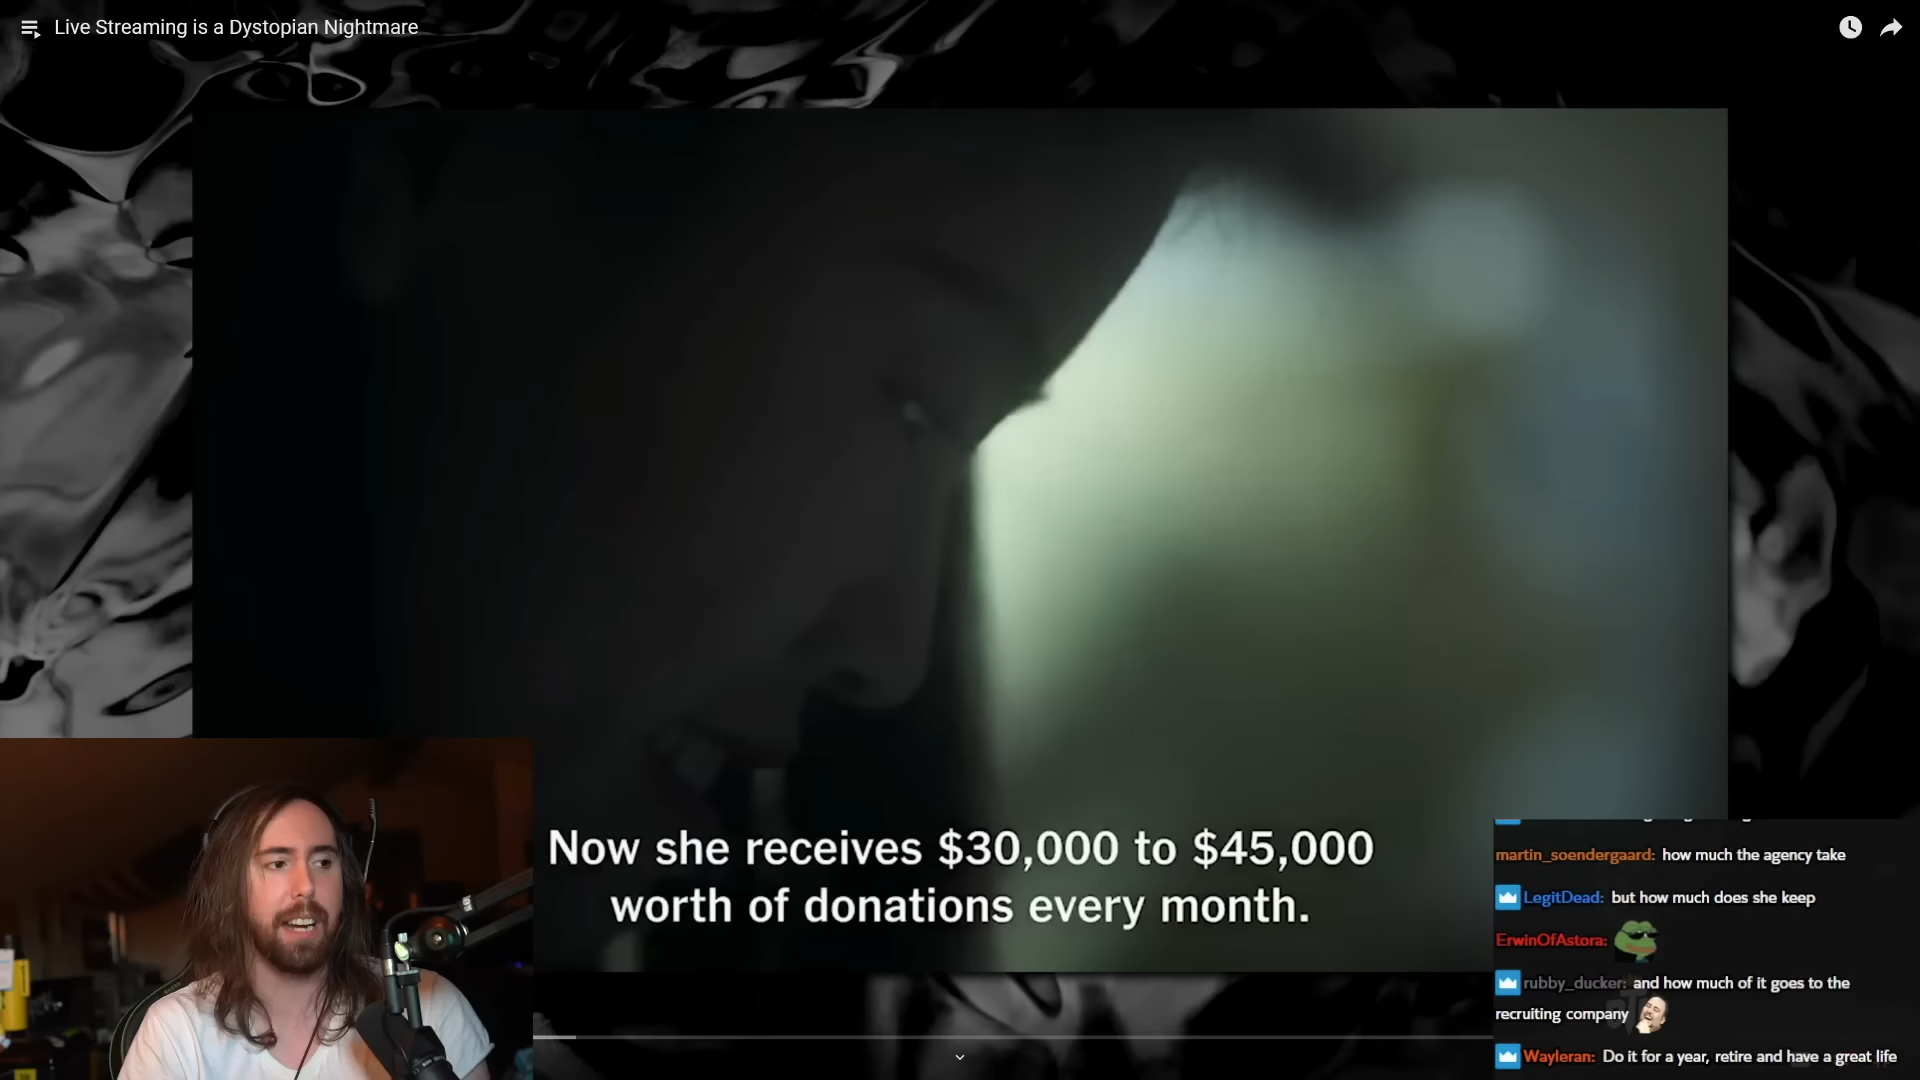 Live Streaming is a Dystopian Nightmare
Now she receives $30,000 to $45,000
worth of donations every month.
martin_soendergaard: how much the agency take
LegitDead: but how much does she keep
ErwinOfAstora:
rubby_ducker: and how much of it goes to the
recruiting company
Wayleran: Do it for a year, retire and have a great life